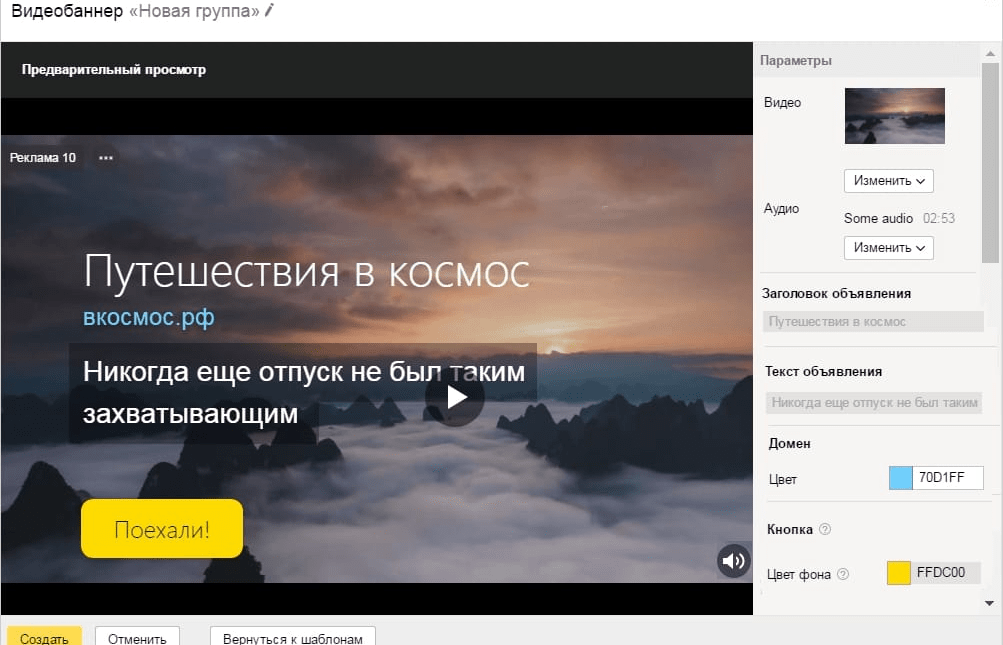 Видеобаннер «Новая группа»
Предварительный просмотр
Реклама 10 •••
Путешествия в космос
вкосмос.рф
Никогда еще отпуск не был таким
захватывающим
Поехали!
Параметры
Видео
Изменить
Аудио
Some audio 02:53
Изменить
Заголовок объявления
Путешествия в космос
Текст объявления
Никогда еще отпуск не был таким
Домен
Цвет 70D1FF
Кнопка ?
Цвет фона ? FFDC00
Создать Отменить Вернуться к шаблонам